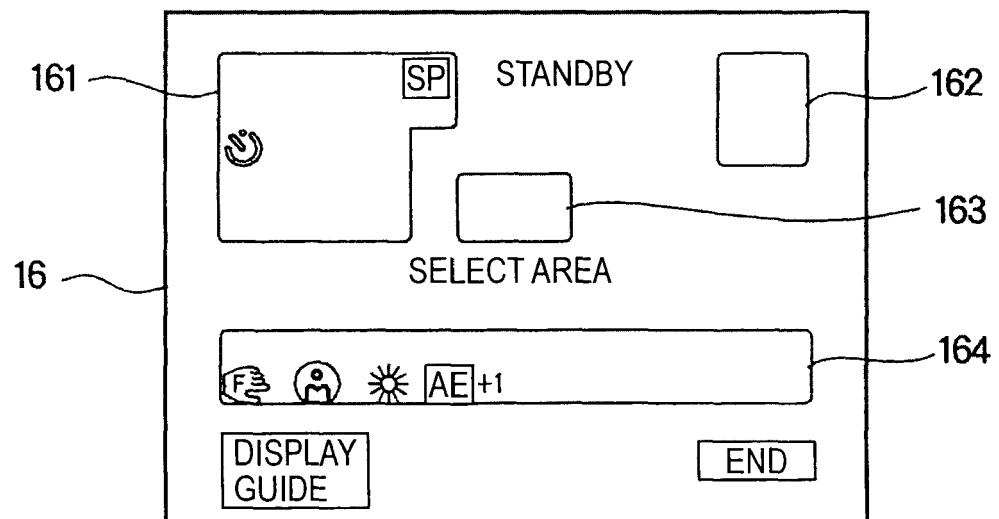 161
SP
STANDBY
162
163
16
SELECT AREA
164
F
AE +1
DISPLAY
GUIDE
END